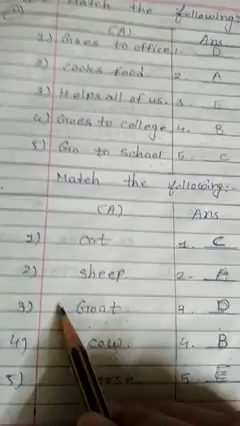 Match the following:
(A) Ans
1) Goes to office 1. D
2) Cooks food 2. A
3) Helps all of us. 3. E
4) Goes to college 4. B
5) Go to School 5. C
Match the following:-
(A) Ans
1) cat 1. C
2) sheep 2. A
3) Goat 3. D
4) cow. 4. B
5) 5. E